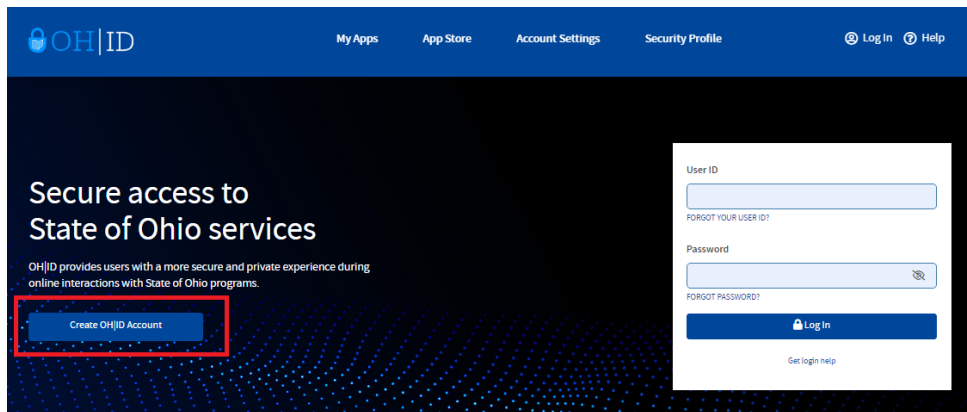 OH|ID
My Apps
App Store
Account Settings
Security Profile
Log In
Help
Secure access to
State of Ohio services
OH|ID provides users with a more secure and private experience during
online interactions with State of Ohio programs.
Create OH|ID Account
User ID
FORGOT YOUR USER ID?
Password
FORGOT PASSWORD?
Log In
Get login help